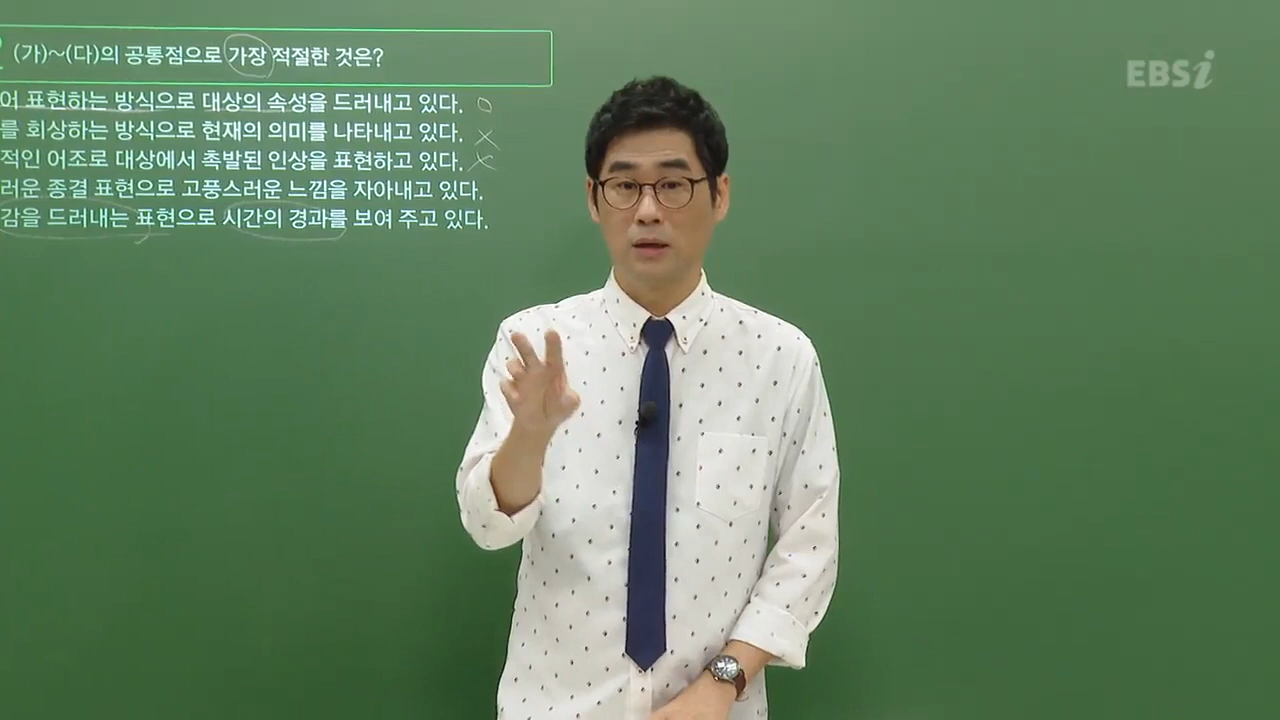 (가)~(다)의 공통점으로 가장 적절한 것은?
어 표현하는 방식으로 대상의 속성을 드러내고 있다.
를 회상하는 방식으로 현재의 의미를 나타내고 있다.
적인 어조로 대상에서 촉발된 인상을 표현하고 있다.
러운 종결 표현으로 고풍스러운 느낌을 자아내고 있다.
감을 드러내는 표현으로 시간의 경과를 보여 주고 있다.
EBSi